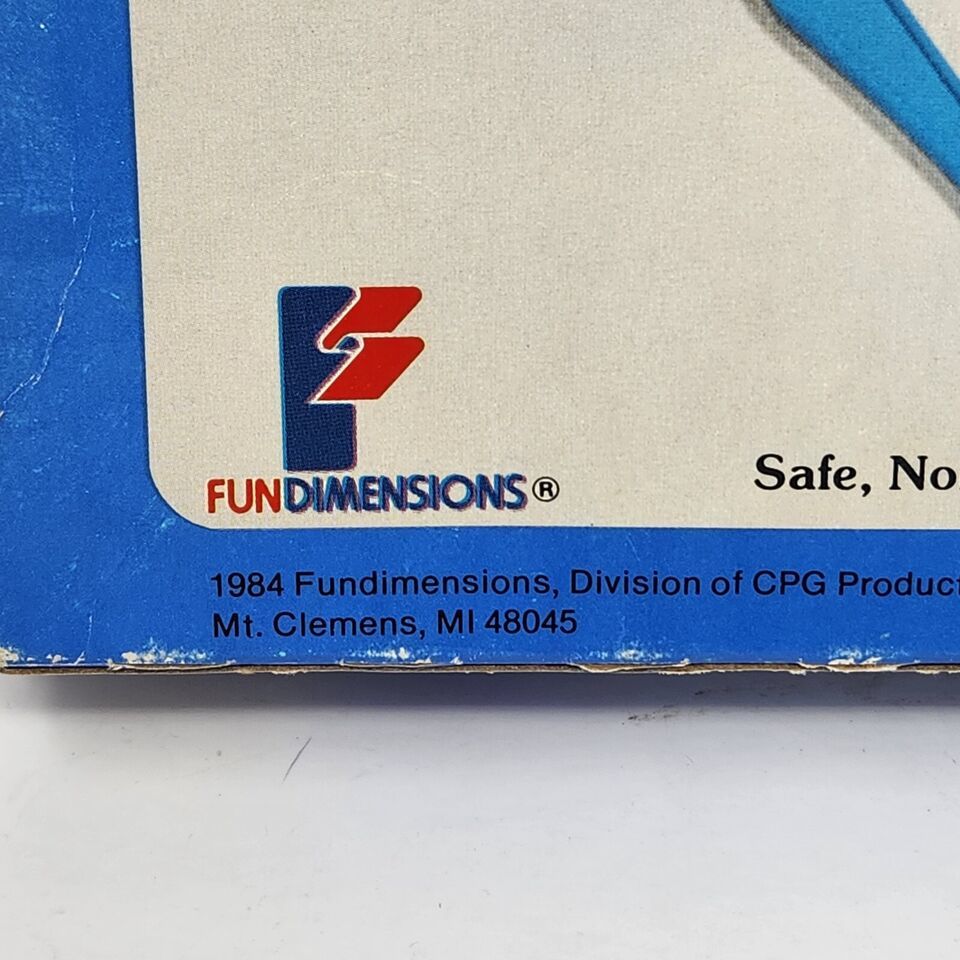 FUNDIMENSIONS®
Safe, No
1984 Fundimensions, Division of CPG Product
Mt. Clemens, MI 48045